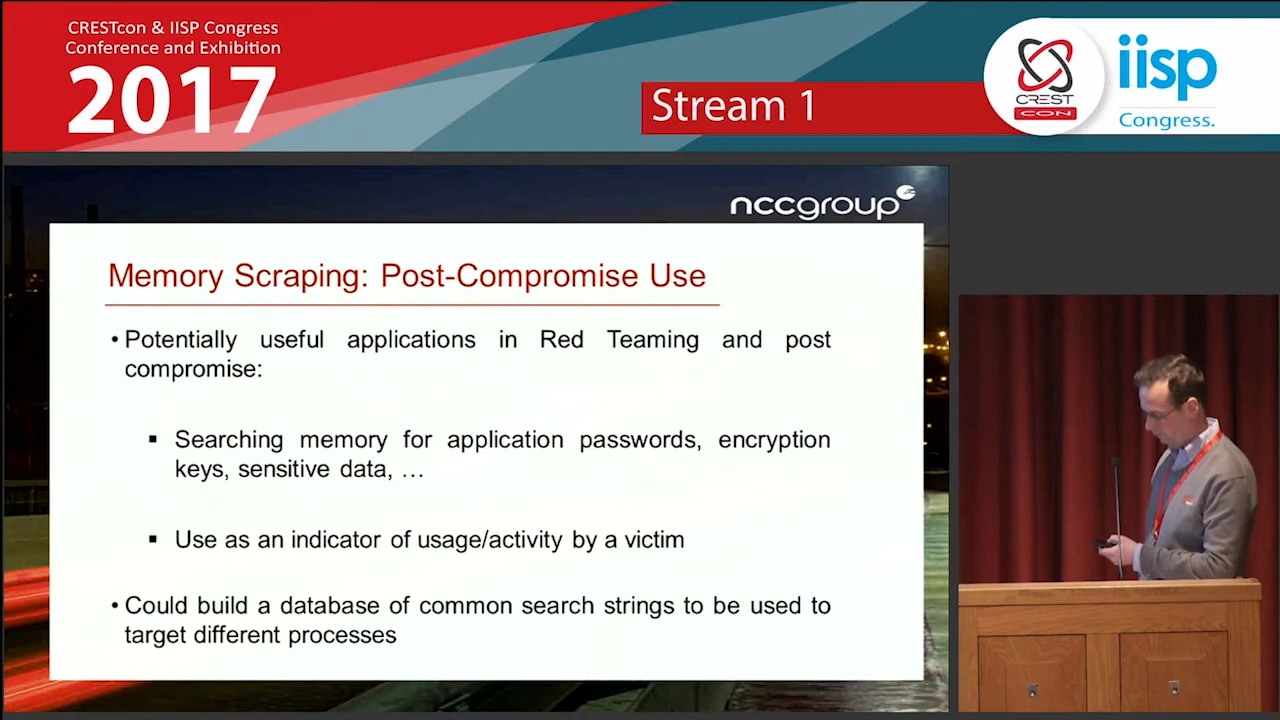 CRESTcon & IISP Congress
Conference and Exhibition
2017
Stream 1
CREST
CON
iisp
Congress.
nccgroup
Memory Scraping: Post-Compromise Use
• Potentially useful applications in Red Teaming and post
compromise:
▪ Searching memory for application passwords, encryption
keys, sensitive data, …
▪ Use as an indicator of usage/activity by a victim
• Could build a database of common search strings to be used to
target different processes